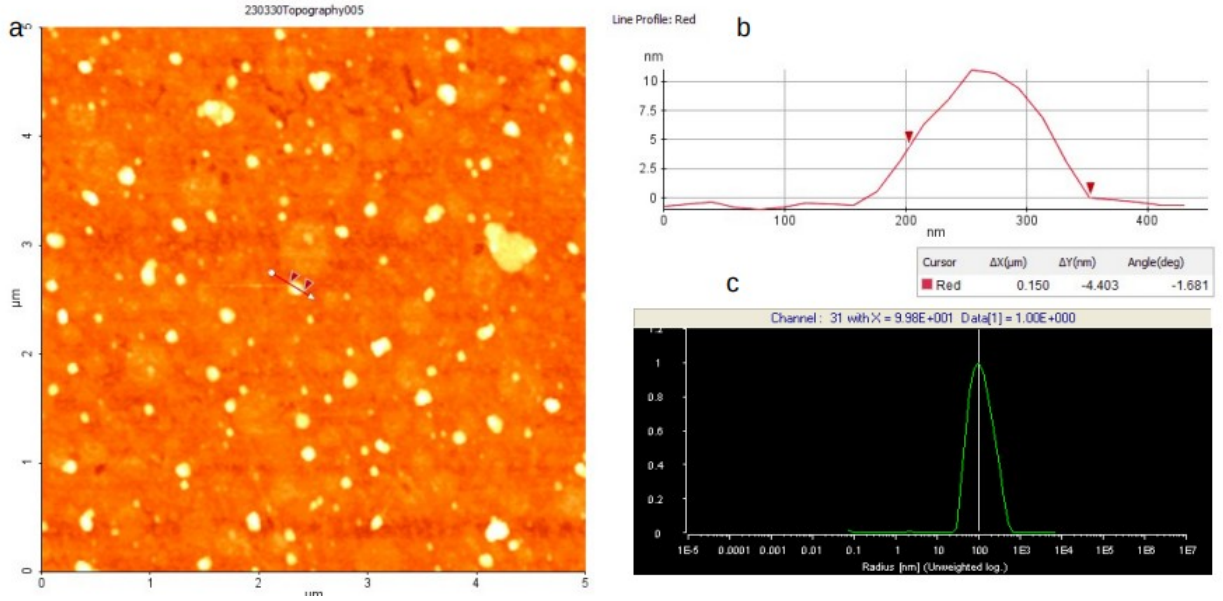 230330Topography005
a
5
4
3
2
1
0
µm
0 1 2 3 4 5
µm
Line Profile: Red
b
nm
10
7.5
5
2.5
0
0 100 200 300 400
nm
Cursor ΔX(µm) ΔY(nm) Angle(deg)
Red 0.150 -4.403 -1.681
c
Channel : 31 with X = 9.98E+001 Data[1] = 1.00E+000
1.2
1
0.8
0.6
0.4
0.2
0
1E-5 0.0001 0.001 0.01 0.1 1 10 100 1E3 1E4 1E5 1E6 1E7
Radius [nm] (Unweighted log.)